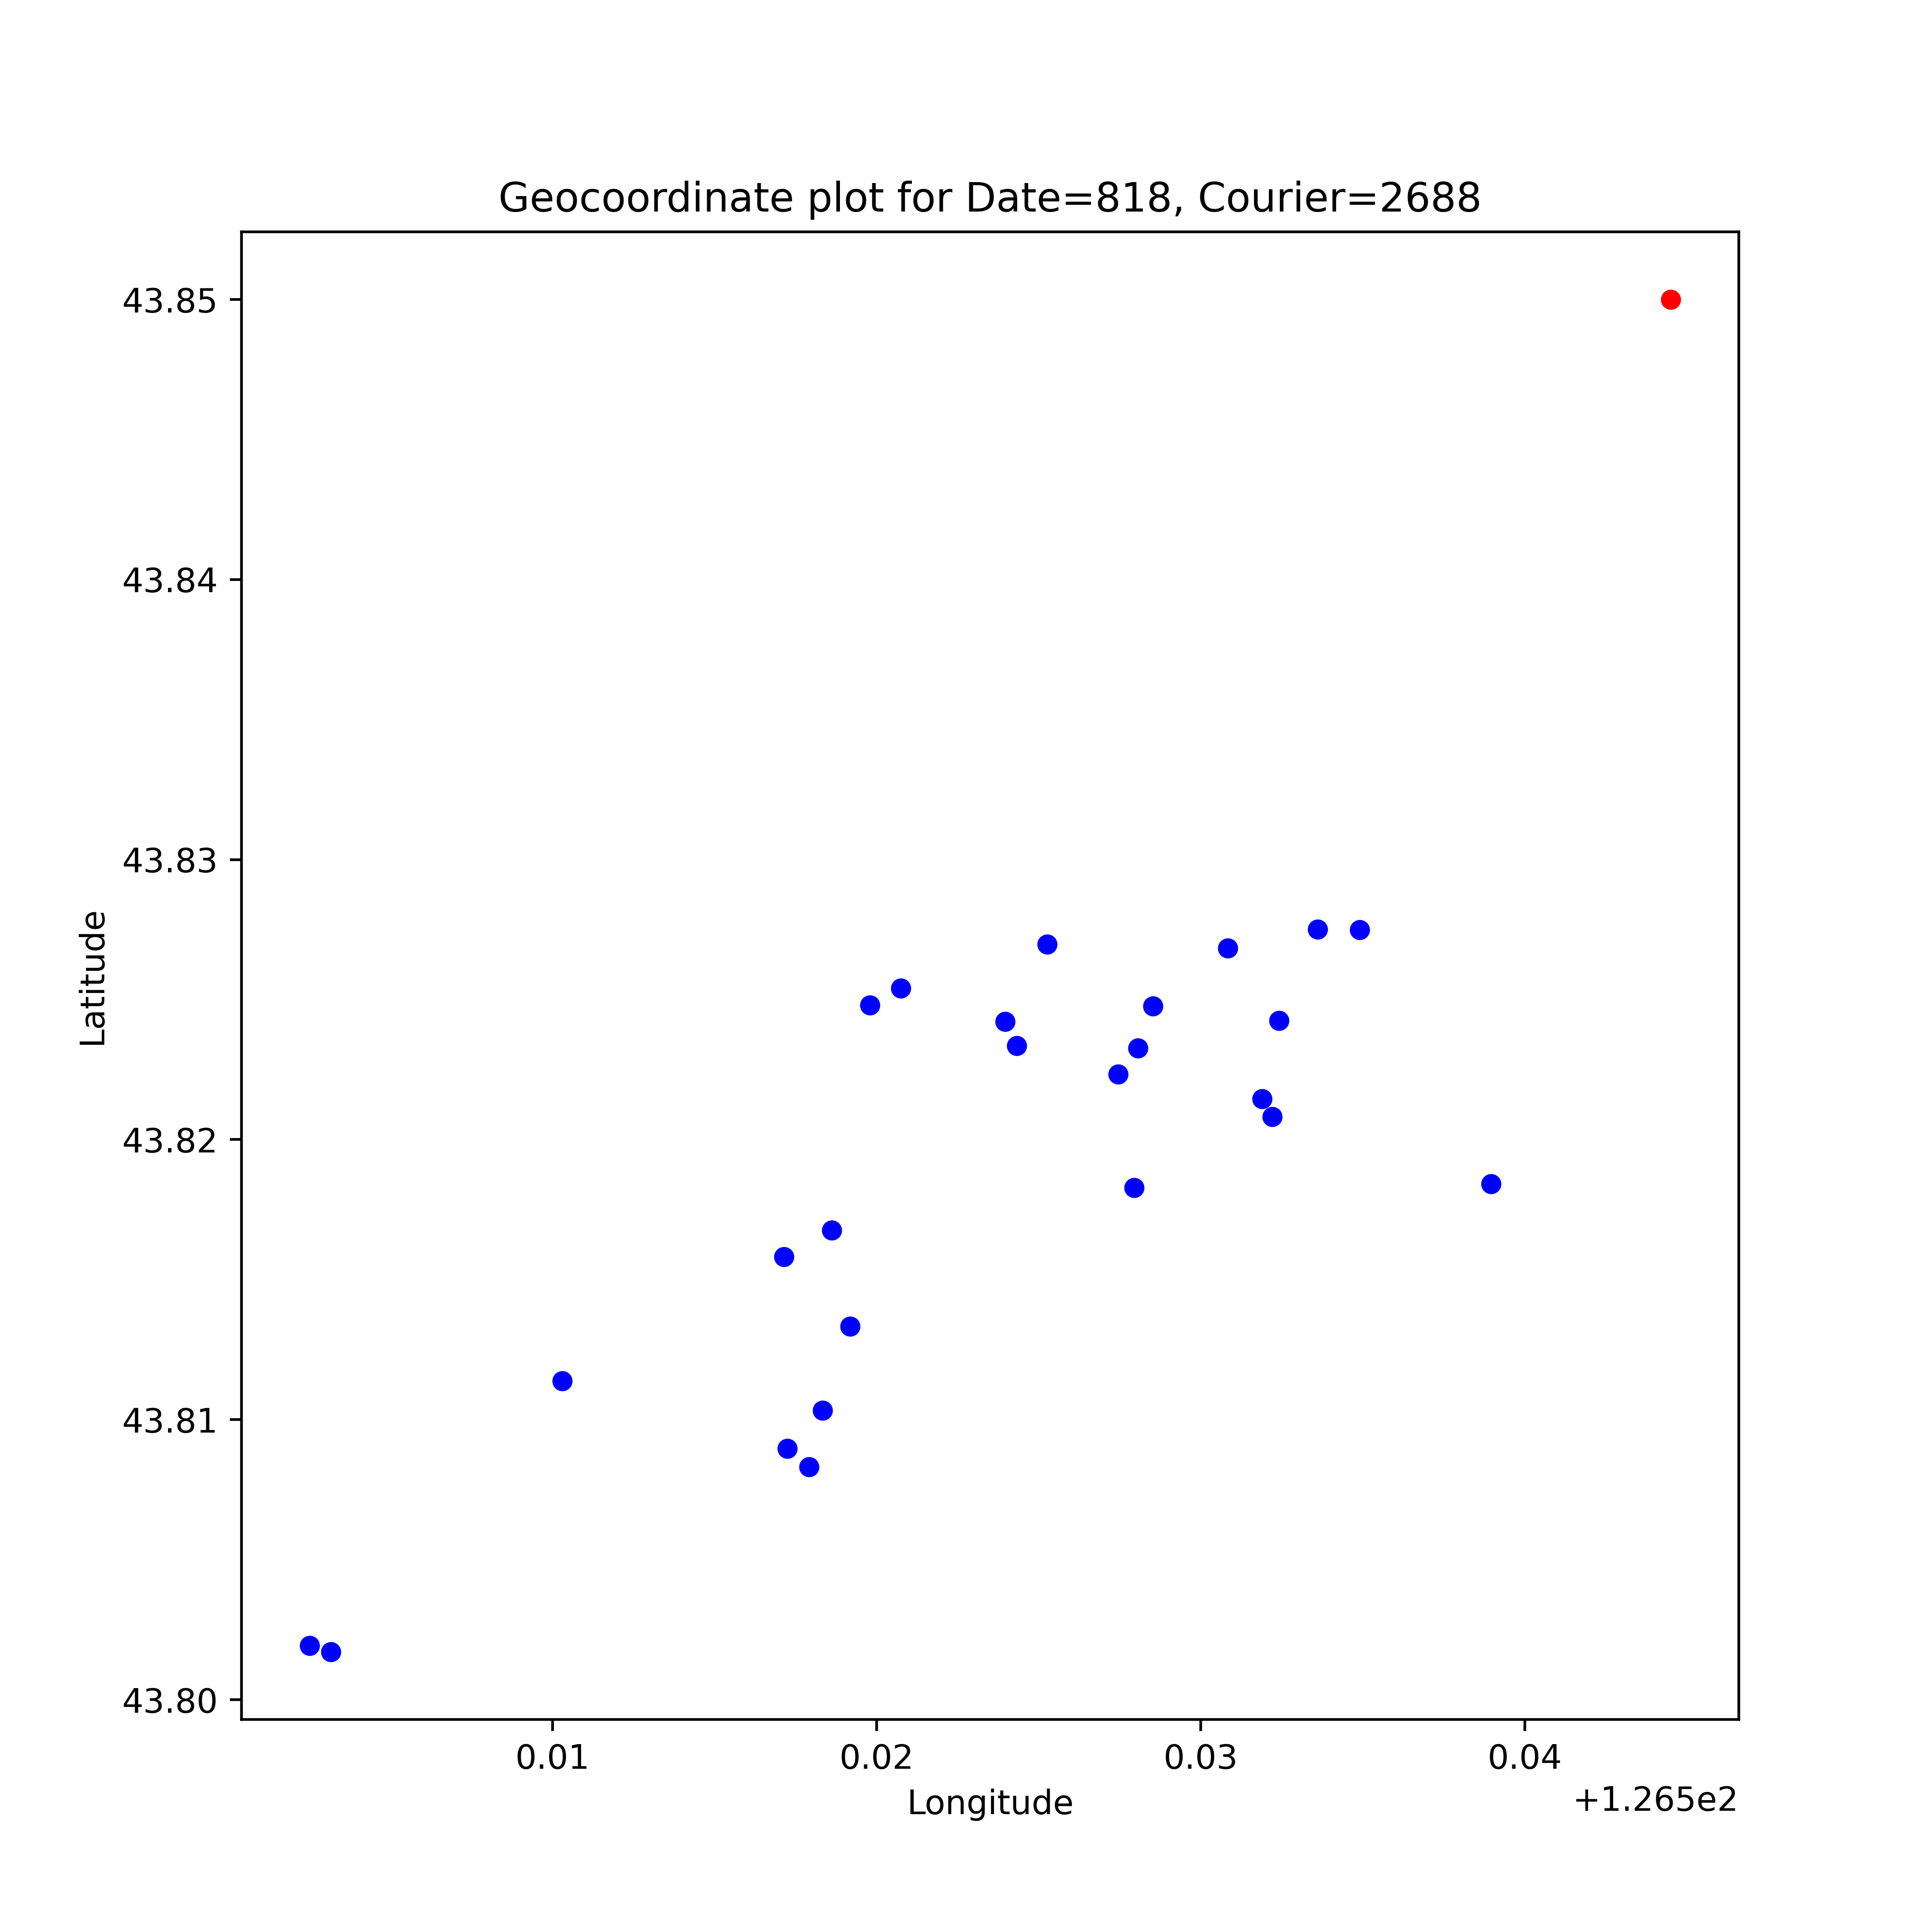 Geocoordinate plot for Date=818, Courier=2688
43.85
43.84
43.83
43.82
43.81
43.80
Latitude
0.01 0.02 0.03 0.04
Longitude
+1.265e2